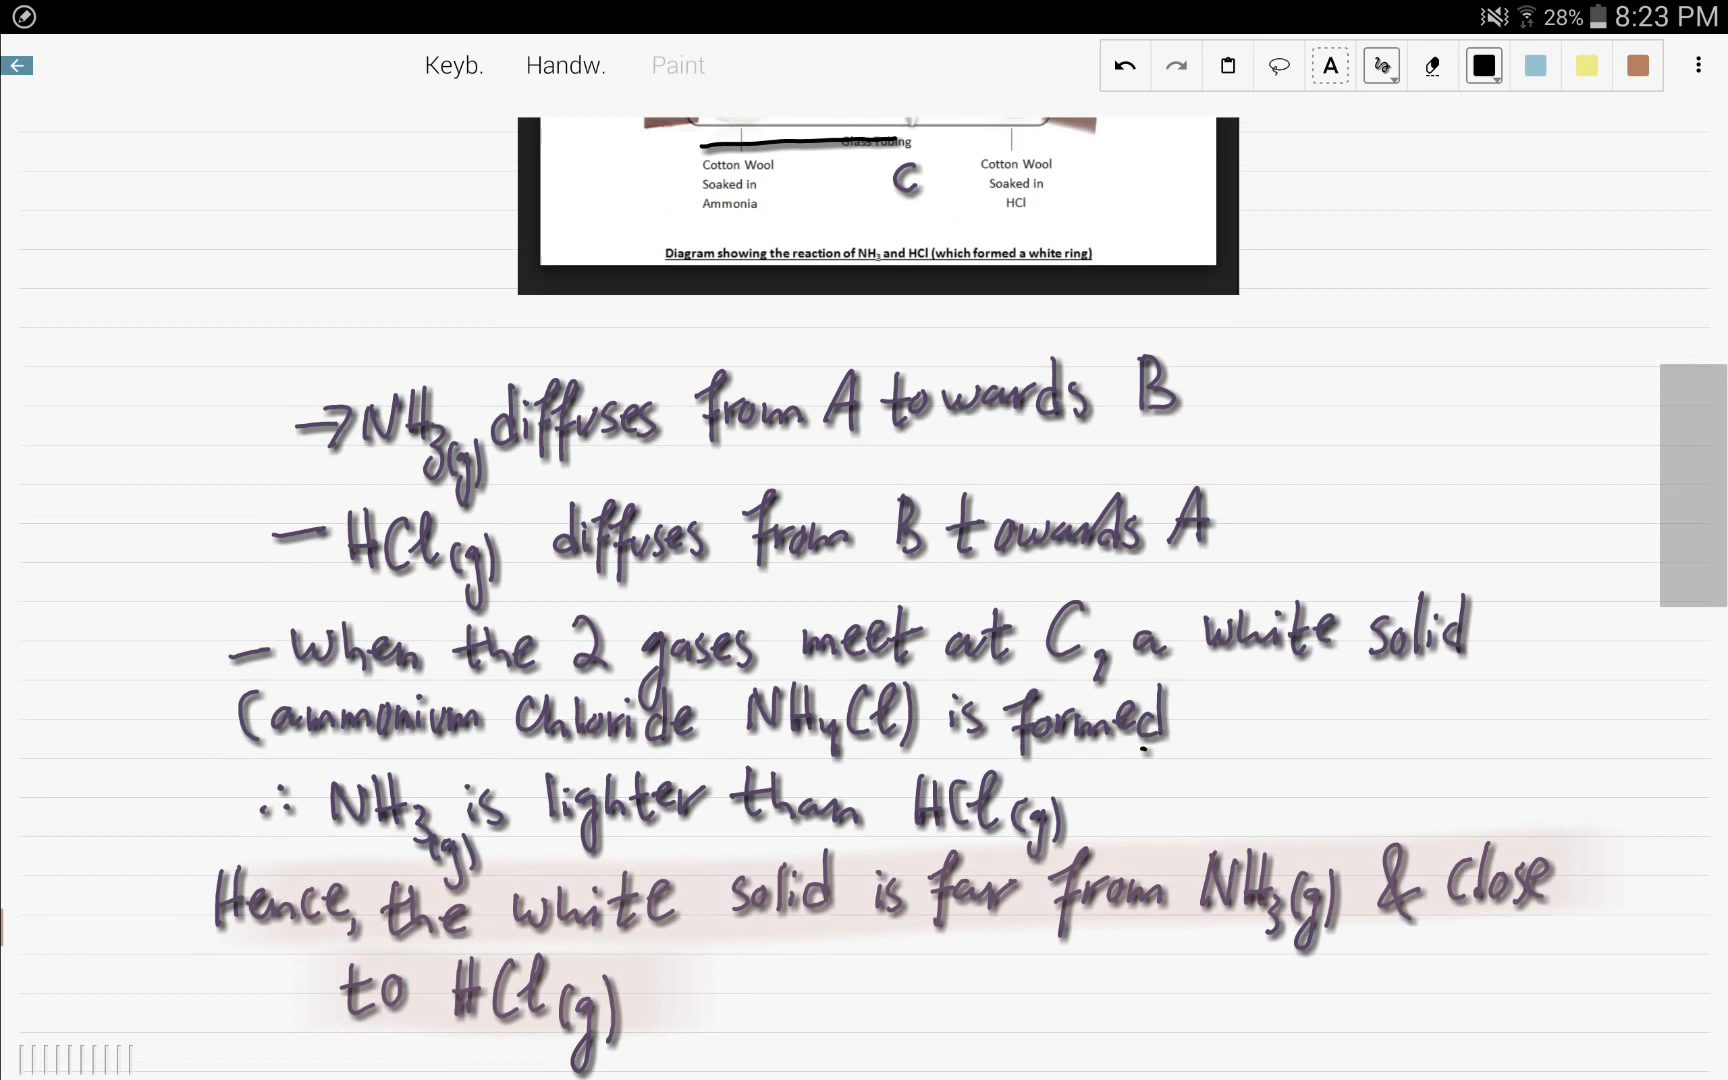 28% 8:23 PM
Keyb. Handw. Paint A
Glass Tubing
Cotton Wool Cotton Wool
Soaked in C Soaked in
Ammonia HCl
Diagram showing the reaction of NH₃ and HCl (which formed a white ring)
→ NH₃(g) diffuses from A towards B
- HCl(g) diffuses from B towards A
- When the 2 gases meet at C, a white solid
(ammonium Chloride NH₄Cl) is formed
∴ NH₃(g) is lighter than HCl(g)
Hence, the white solid is far from NH₃(g) & close
to HCl(g)